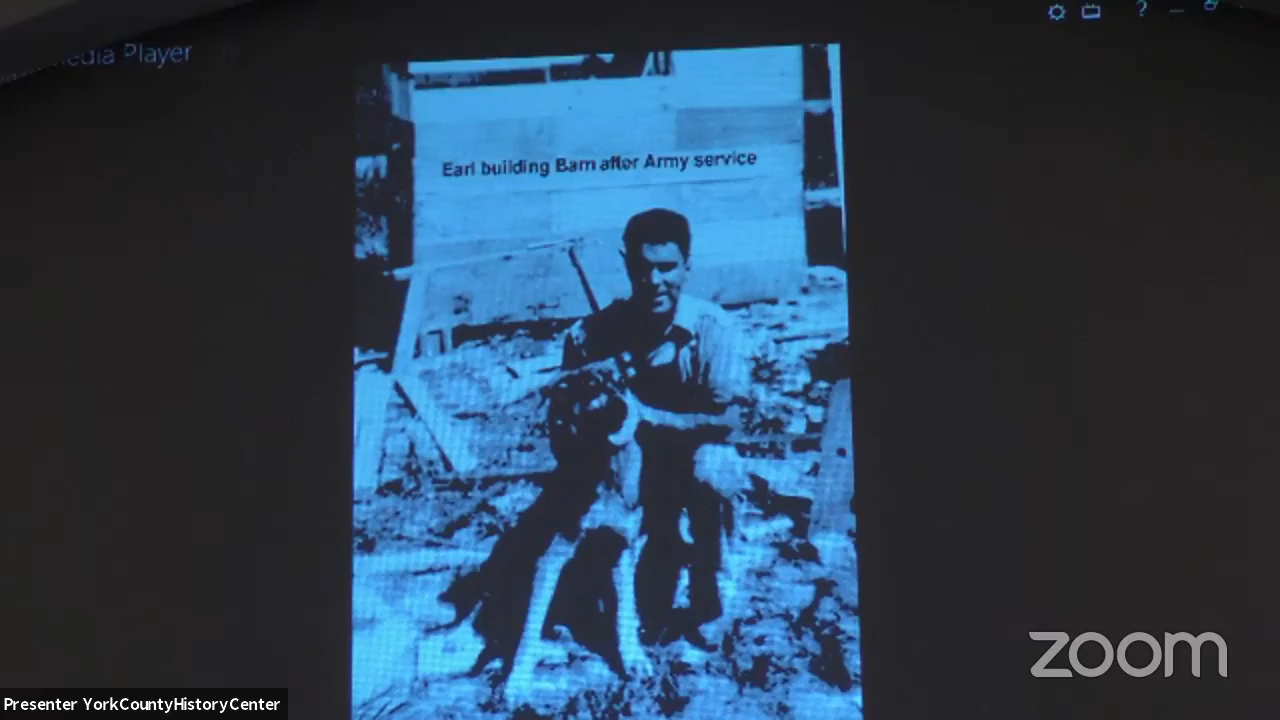 Media Player
?
Earl building Barn after Army service
zoom
Presenter YorkCountyHistoryCenter